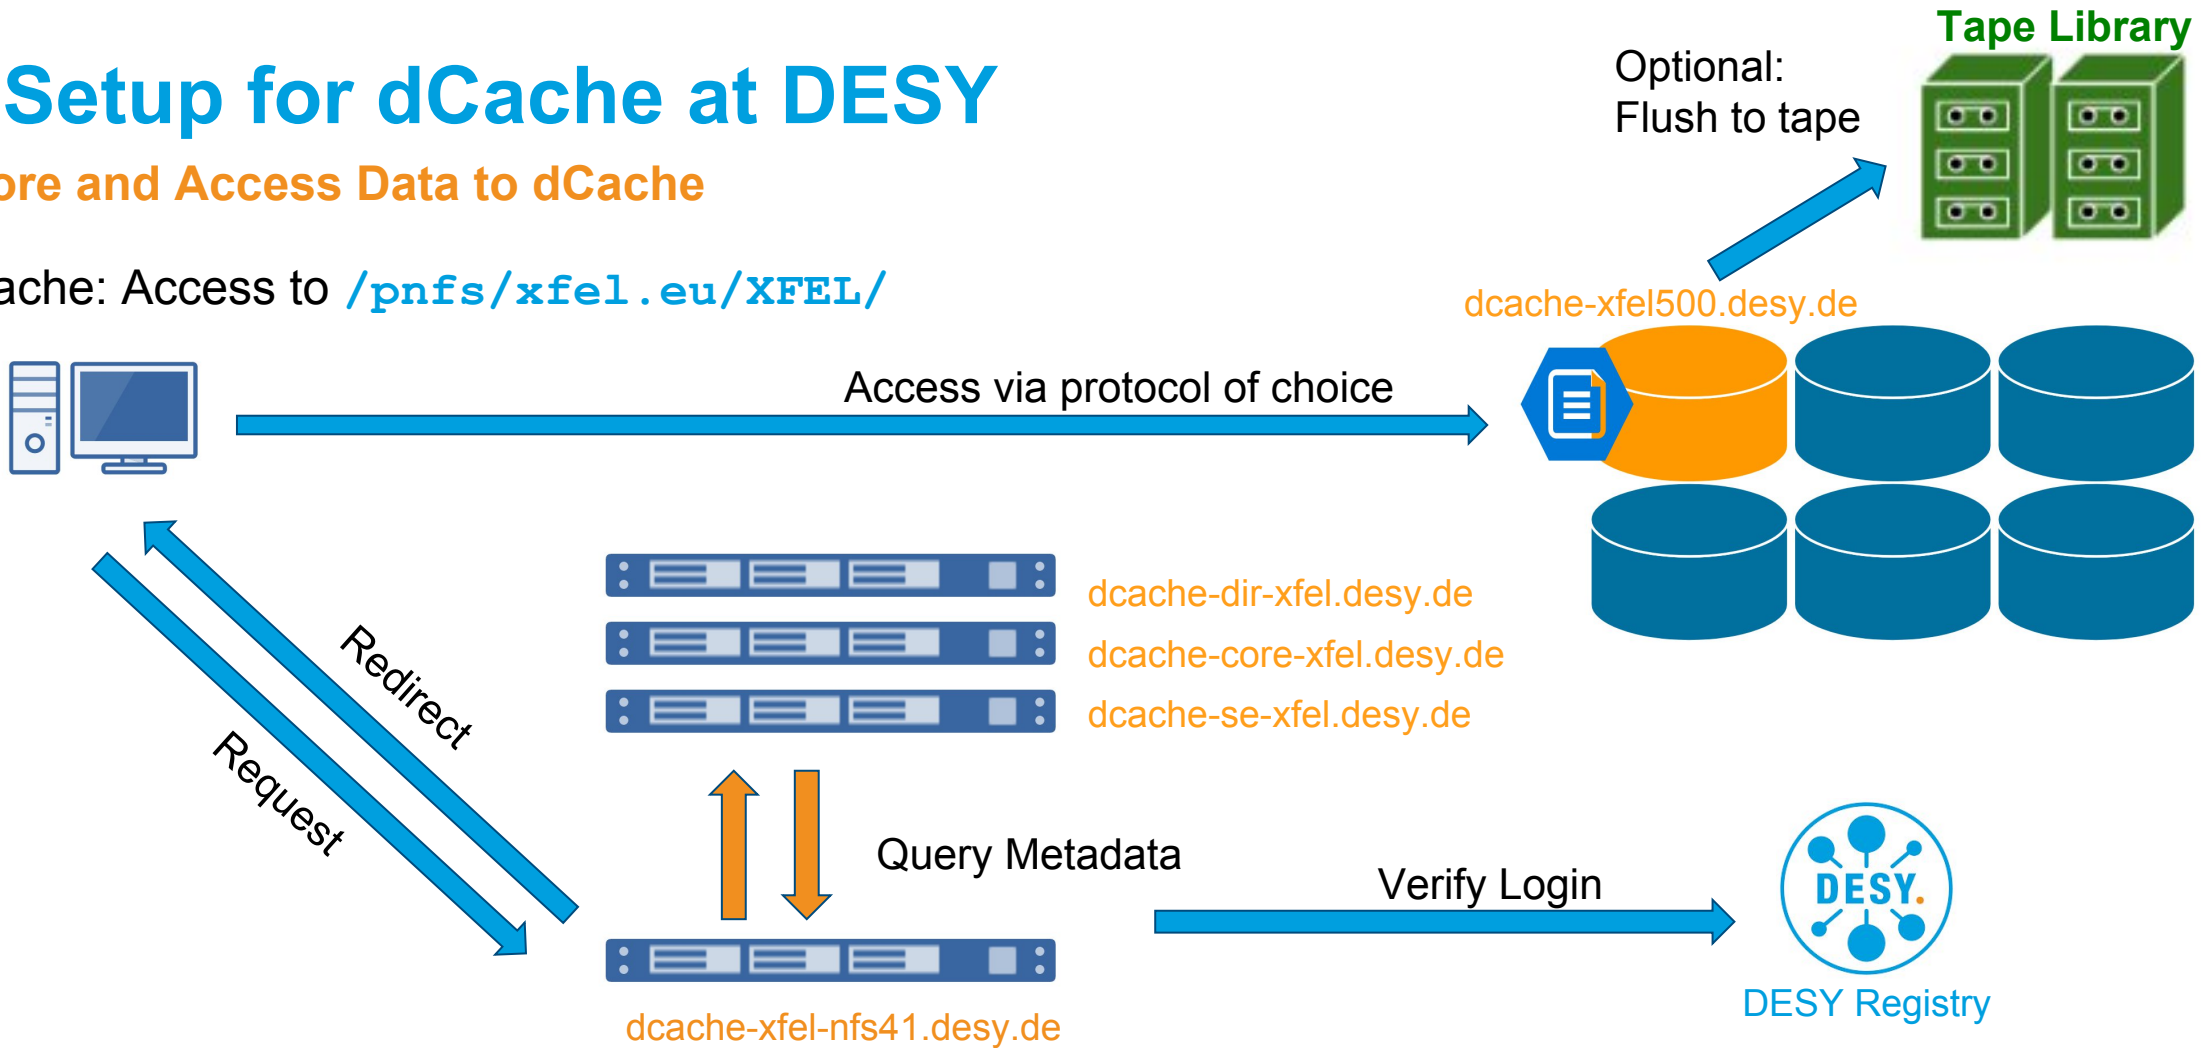 Tape Library
Optional:
Flush to tape
Setup for dCache at DESY
ore and Access Data to dCache
ache: Access to /pnfs/xfel.eu/XFEL/
dcache-xfel500.desy.de
Access via protocol of choice
dcache-dir-xfel.desy.de
dcache-core-xfel.desy.de
dcache-se-xfel.desy.de
Redirect
Request
Query Metadata
Verify Login
DESY.
DESY Registry
dcache-xfel-nfs41.desy.de